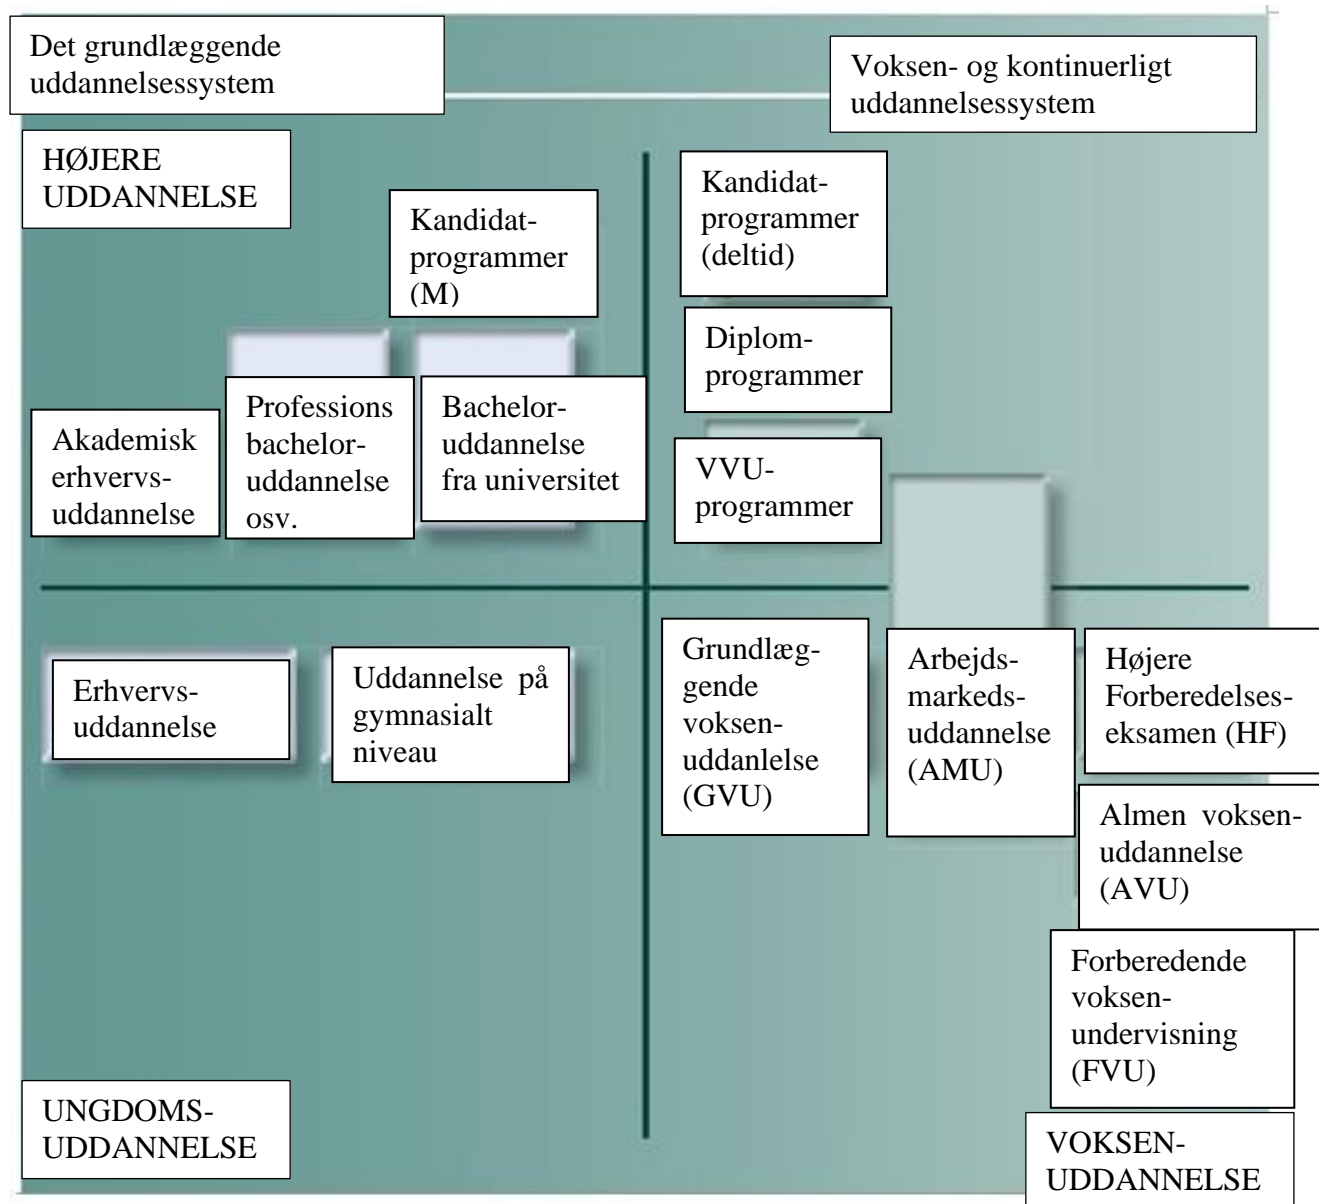 Det grundlæggende
uddannelsessystem
Voksen- og kontinuerligt
uddannelsessystem
HØJERE
UDDANNELSE
Kandidat-
programmer
(M)
Kandidat-
programmer
(deltid)
Diplom-
programmer
Akademisk
erhvervs-
uddannelse
Professions
bachelor-
uddannelse
osv.
Bachelor-
uddannelse
fra universitet
VVU-
programmer
Erhvervs-
uddannelse
Uddannelse på
gymnasialt
niveau
Grundlæg-
gende
voksen-
uddanlelse
(GVU)
Arbejds-
markeds-
uddannelse
(AMU)
Højere
Forberedelses-
eksamen (HF)
Almen voksen-
uddannelse
(AVU)
Forberedende
voksen-
undervisning
(FVU)
UNGDOMS-
UDDANNELSE
VOKSEN-
UDDANNELSE